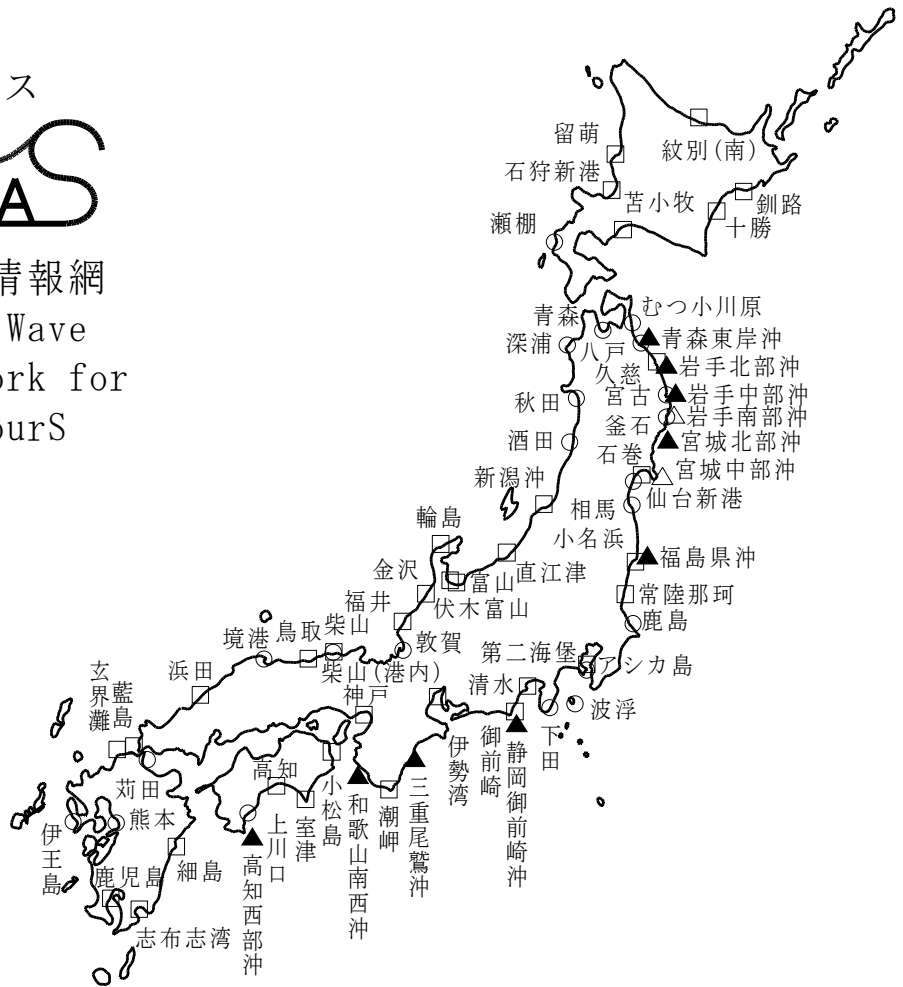 ス
AS
情報網
Wave
ork for
ourS
留萌
紋別(南)
石狩新港
苫小牧
釧路
十勝
瀬棚
むつ小川原
青森
青森東岸沖
深浦
八戸
岩手北部沖
久慈
宮古
岩手中部沖
秋田
釜石
岩手南部沖
酒田
宮城北部沖
石巻
宮城中部沖
新潟沖
仙台新港
相馬
輪島
小名浜
福島県沖
直江津
金沢
富山
伏木富山
常陸那珂
福井
鹿島
柴山
鳥取
境港
敦賀
第二海堡
アシカ島
柴山(港内)
浜田
清水
神戸
玄界灘
藍島
波浮
下田
御前崎
静岡御前崎沖
伊勢湾
高知
苅田
小松島
三重尾鷲沖
潮岬
和歌山南西沖
室津
上川口
熊本
伊王島
高知西部沖
細島
鹿児島
志布志湾